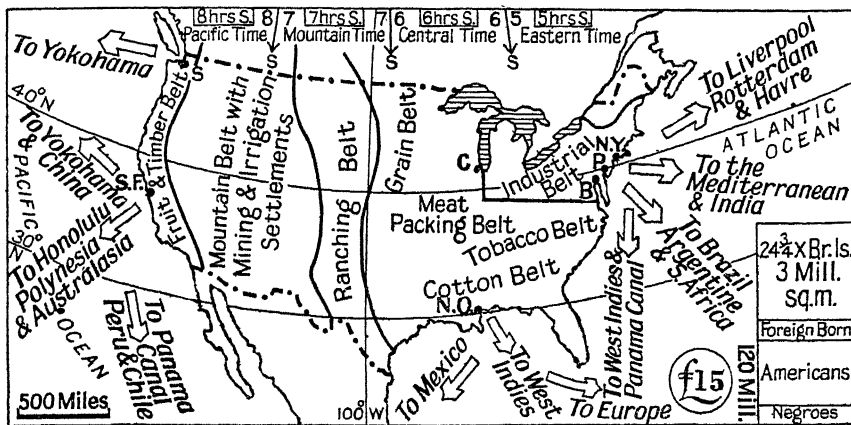 8hrs S. 8 7 7hrs S. 7 6 6hrs S. 6 5 5hrs S.
Pacific Time Mountain Time Central Time Eastern Time
S S S S
To Yokohama
40°N
To Yokohama
& China
PACIFIC
OCEAN
S.F.
30°
N
To Honolulu
Polynesia
& Australasia
To Panama
Canal
Peru & Chile
500 Miles
Fruit & Timber Belt
Mountain Belt with
Mining & Irrigation
Settlements
Ranching Belt
Grain Belt
C.
Industrial
Belt
N.Y.
P.
B.
Meat
Packing Belt
Tobacco Belt
Cotton Belt
N.O.
100°W
To Mexico
To West
Indies
To Europe
To West Indies &
Panama Canal
To Liverpool
Rotterdam
& Havre
ATLANTIC
OCEAN
To the
Mediterranean
& India
To Brazil
Argentine
& S. Africa
£15
120 Mill.
24¾ X Br. Is.
3 Mill.
sq.m.
Foreign Born
Americans
Negroes